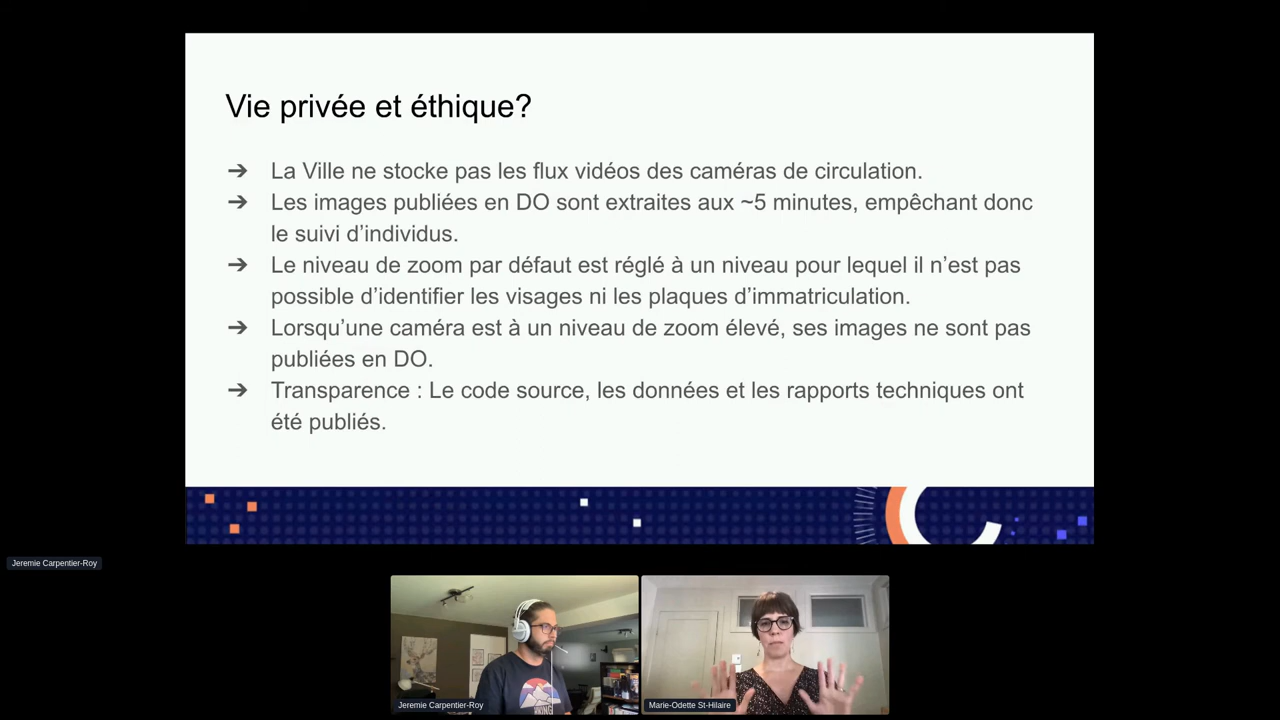 Vie privée et éthique?
➔ La Ville ne stocke pas les flux vidéos des caméras de circulation.
➔ Les images publiées en DO sont extraites aux ~5 minutes, empêchant donc
le suivi d’individus.
➔ Le niveau de zoom par défaut est réglé à un niveau pour lequel il n’est pas
possible d’identifier les visages ni les plaques d’immatriculation.
➔ Lorsqu’une caméra est à un niveau de zoom élevé, ses images ne sont pas
publiées en DO.
➔ Transparence : Le code source, les données et les rapports techniques ont
été publiés.
Jeremie Carpentier-Roy
Jeremie Carpentier-Roy
Marie-Odette St-Hilaire